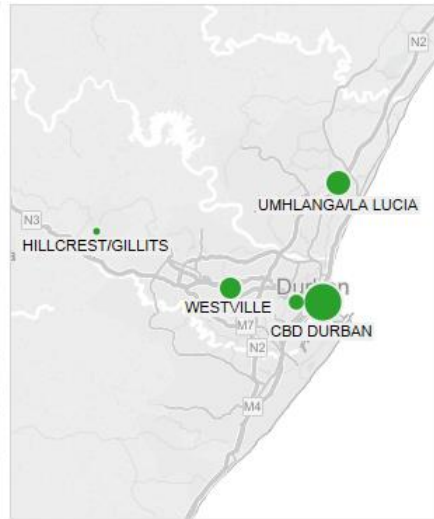 N2
UMHLANGA/LA LUCIA
N3
HILLCREST/GILLITS
WESTVILLE
CBD DURBAN
M7
N2
M4